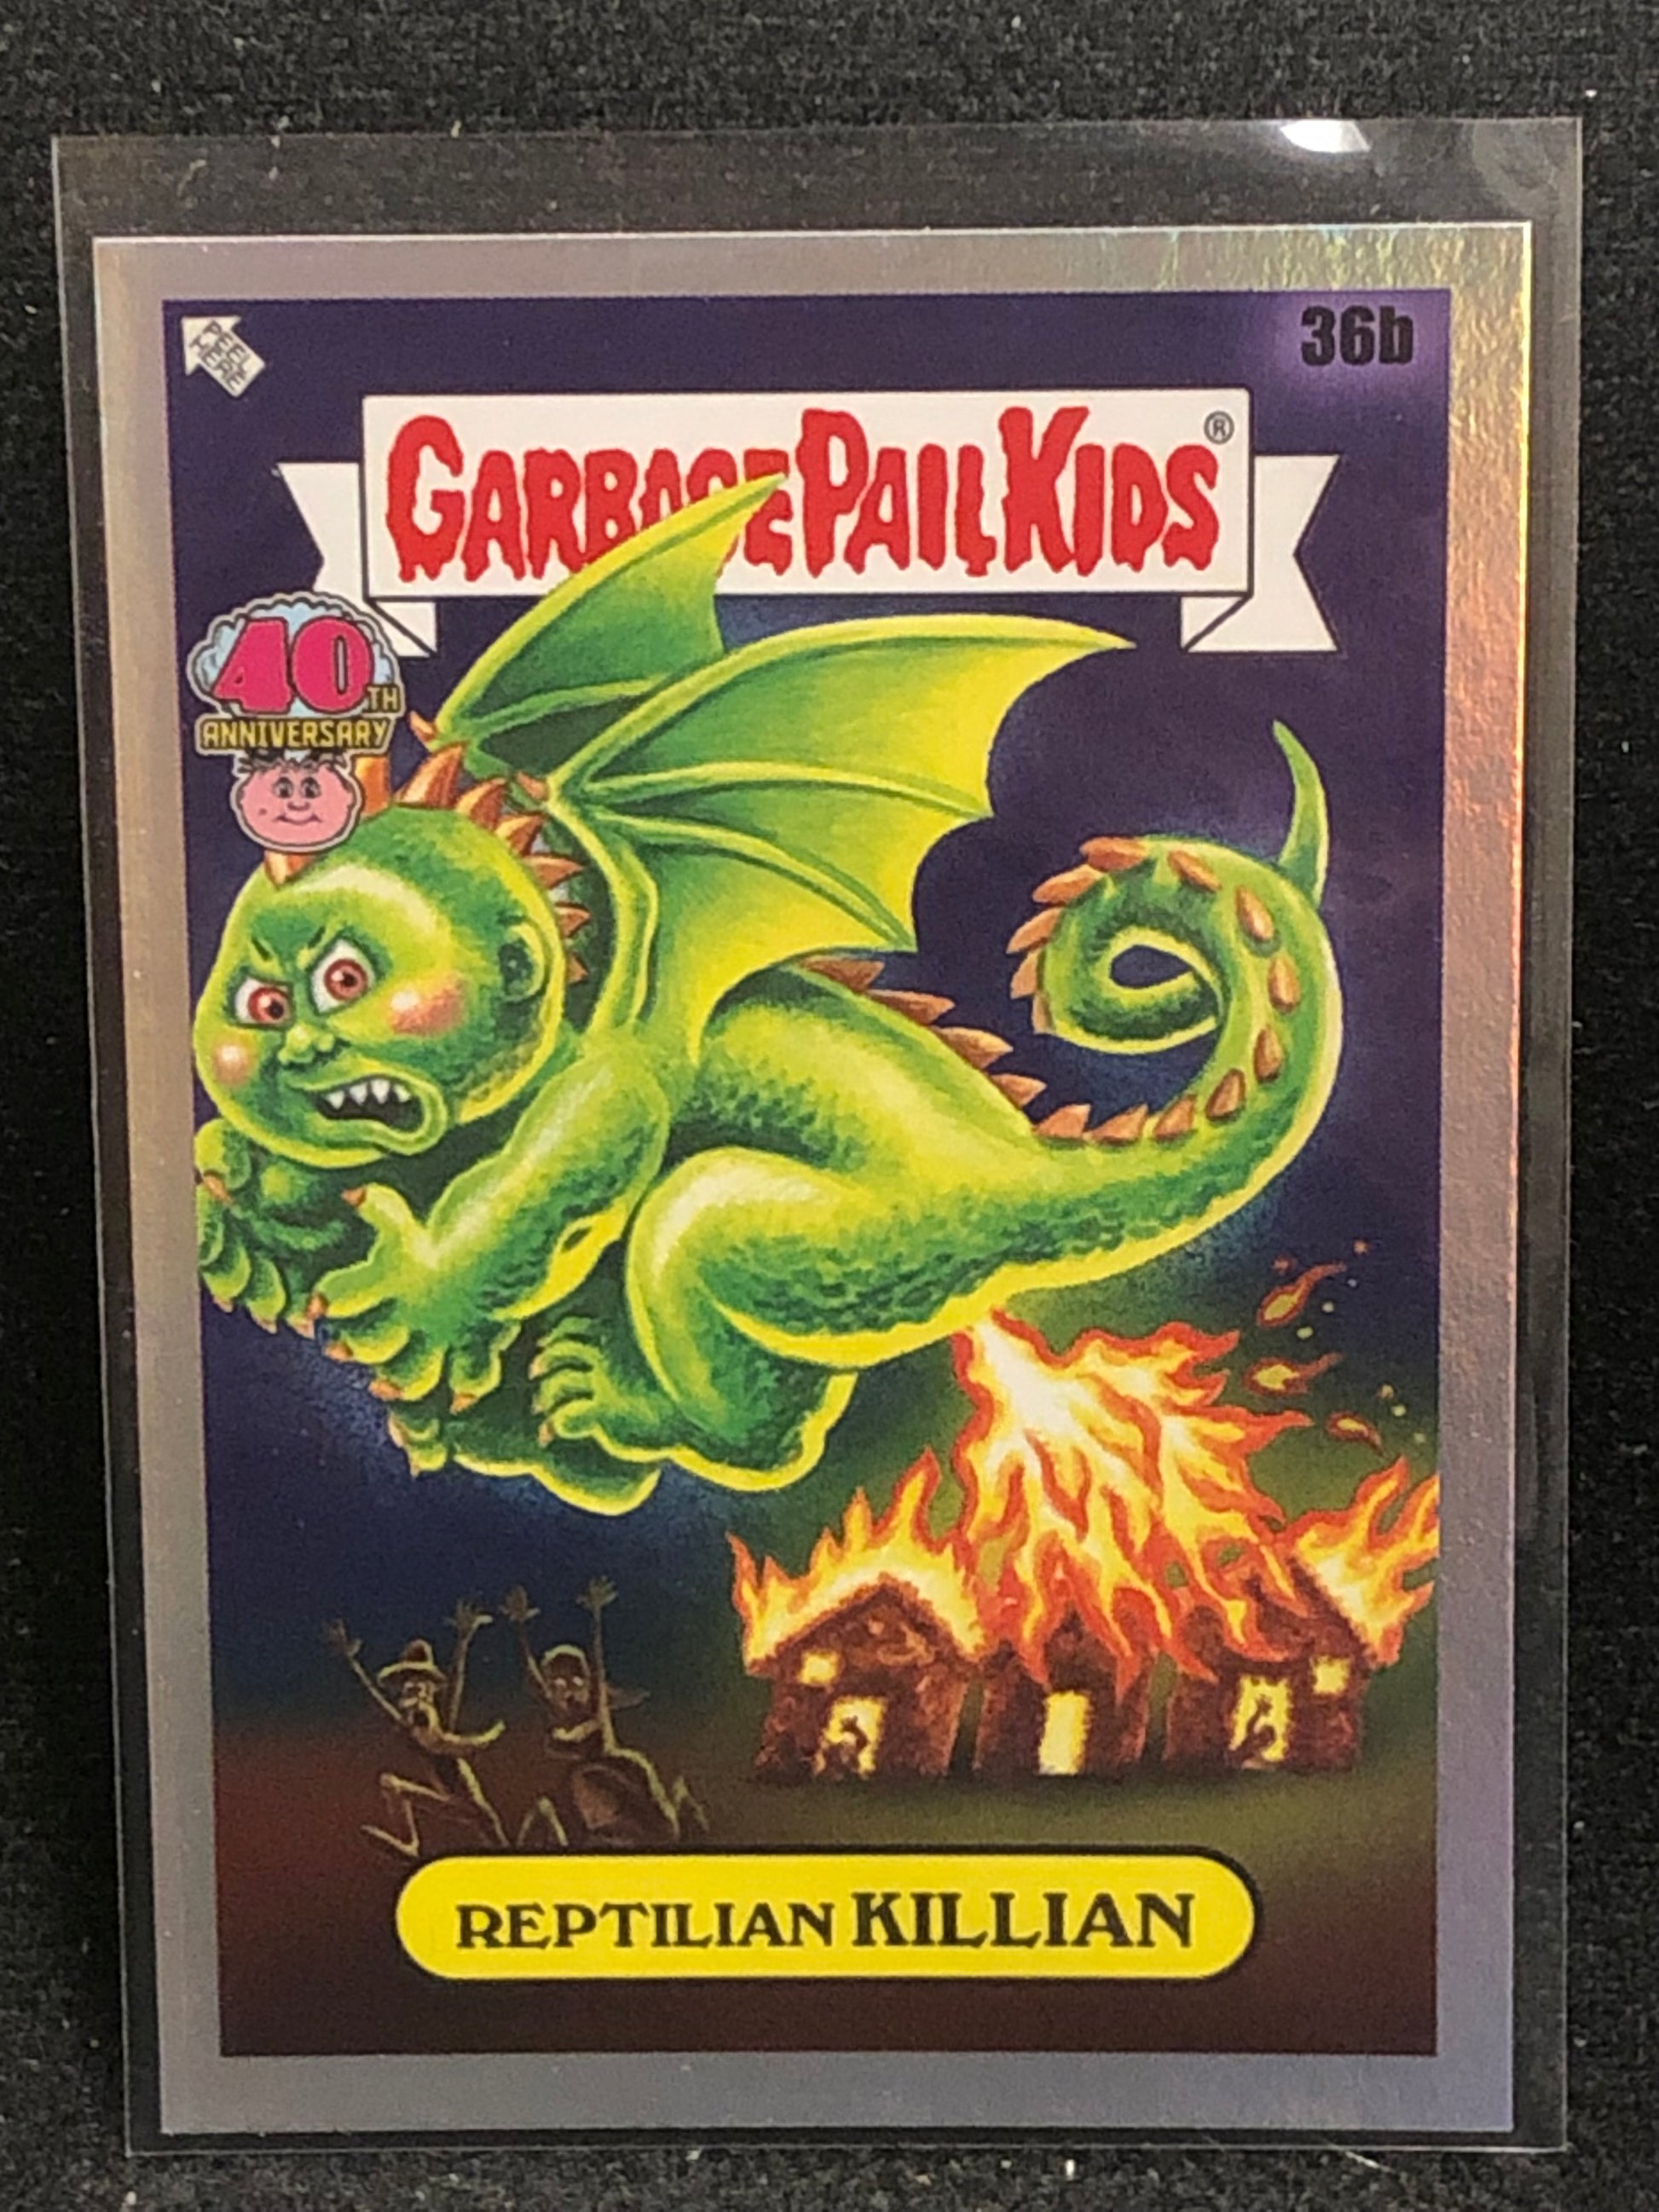 36b
GARBAGE PAIL KIDS®
40TH
ANNIVERSARY
REPTILIAN KILLIAN